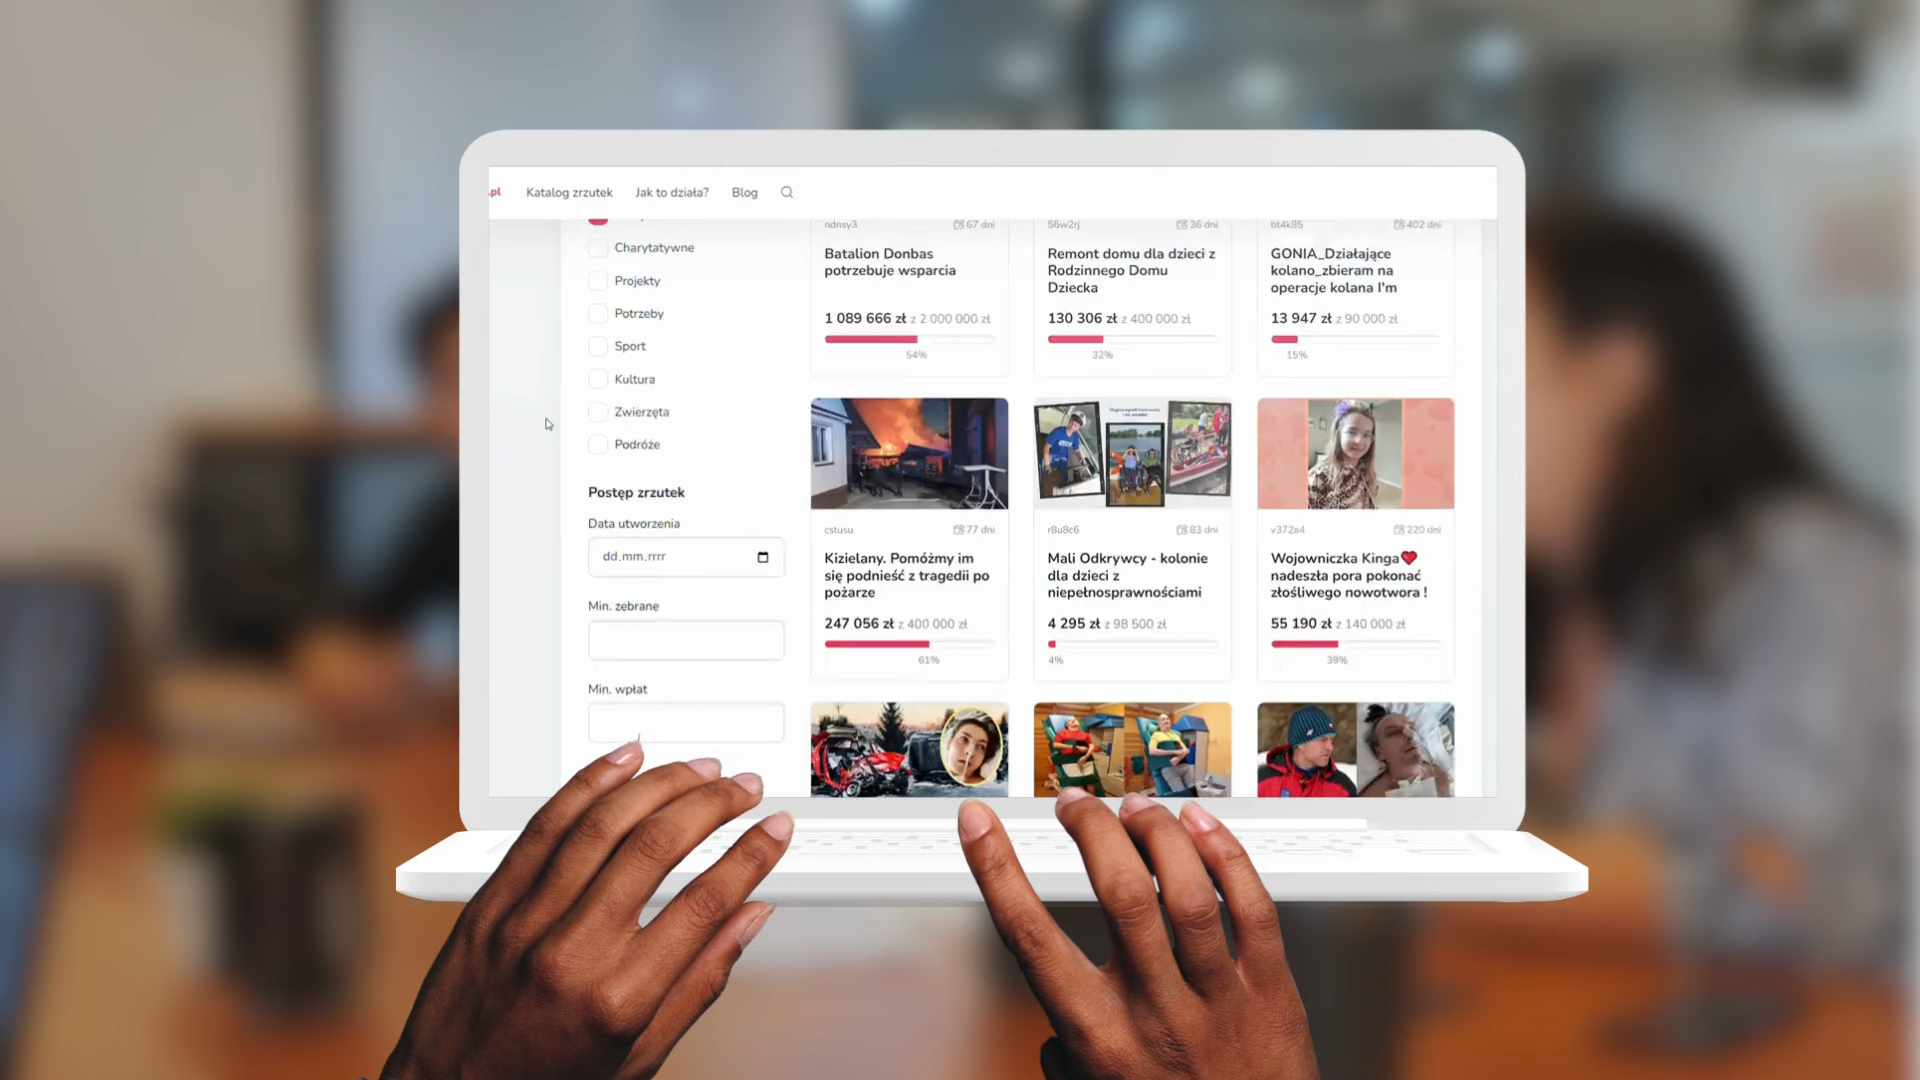 .pl Katalog zrzutek Jak to działa? Blog
Charytatywne
Projekty
Potrzeby
Sport
Kultura
Zwierzęta
Podróże
Postęp zrzutek
Data utworzenia
dd.mm.rrrr
Min. zebrane
Min. wpłat
ndnsy3 67 dni
Batalion Donbas
potrzebuje wsparcia
1 089 666 zł z 2 000 000 zł
54%
56w2rj 36 dni
Remont domu dla dzieci z
Rodzinnego Domu
Dziecka
130 306 zł z 400 000 zł
32%
bt4k85 402 dni
GONIA_Działające
kolano_zbieram na
operacje kolana I'm
13 947 zł z 90 000 zł
15%
cstusu 77 dni
Kizielany. Pomóżmy im
się podnieść z tragedii po
pożarze
247 056 zł z 400 000 zł
61%
r8u8c6 83 dni
Mali Odkrywcy - kolonie
dla dzieci z
niepełnosprawnościami
4 295 zł z 98 500 zł
4%
v372a4 220 dni
Wojowniczka Kinga❤
nadeszła pora pokonać
złośliwego nowotwora !
55 190 zł z 140 000 zł
39%